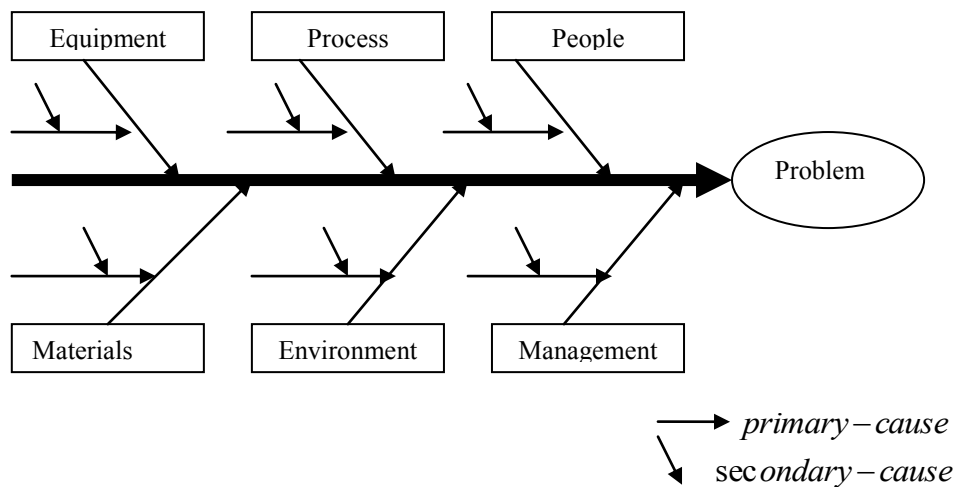 Equipment
Process
People
Problem
Materials
Environment
Management
primary–cause
secondary–cause